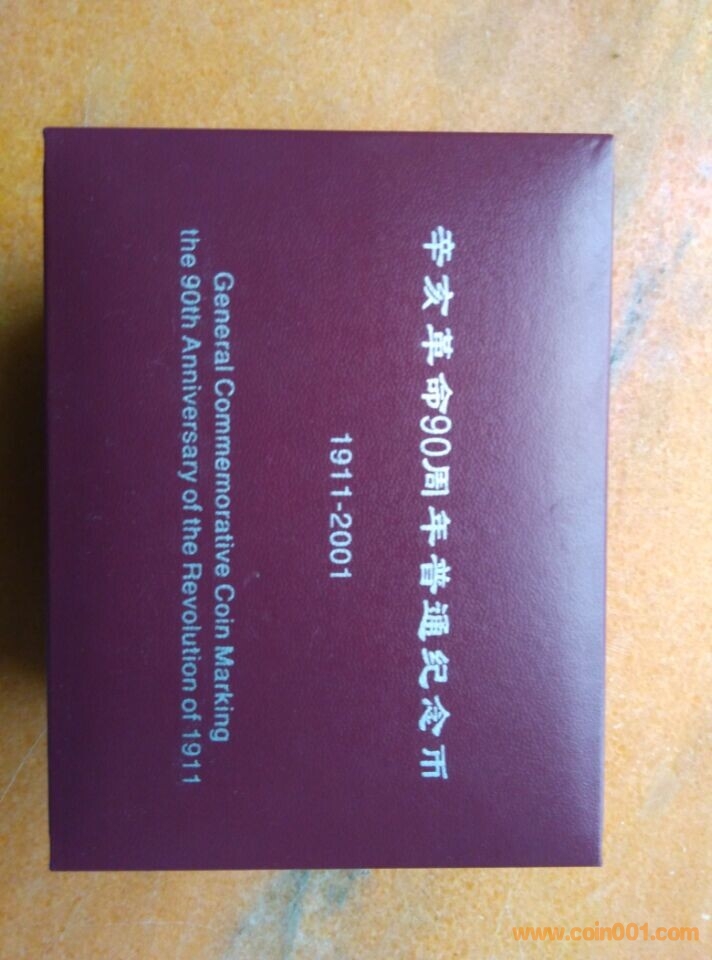 辛亥革命90周年普通纪念币
1911-2001
General Commemorative Coin Marking
the 90th Anniversary of the Revolution of 1911
www.coin001.com